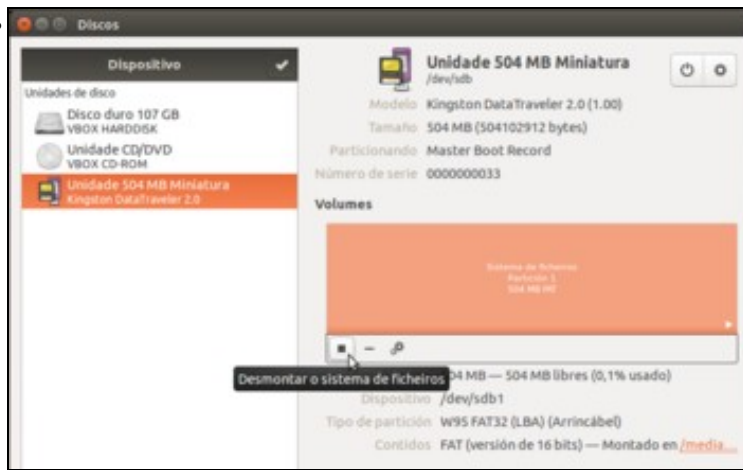 Discos
Dispositivo
Unidades de disco
Disco duro 107 GB
VBOX HARDDISK
Unidade CD/DVD
VBOX CD-ROM
Unidade 504 MB Miniatura
Kingston DataTraveler 2.0
Unidade 504 MB Miniatura
/dev/sdb
Modelo Kingston DataTraveler 2.0 (1.00)
Tamaño 504 MB (504102912 bytes)
Particionando Master Boot Record
Número de serie 0000000033
Volumes
Sistema de ficheiros
Partición 1
504 MB FAT
Desmontar o sistema de ficheiros
04 MB — 504 MB libres (0,1% usado)
Dispositivo /dev/sdb1
Tipo de partición W95 FAT32 (LBA) (Arrincábel)
Contidos FAT (versión de 16 bits) — Montado en /media...